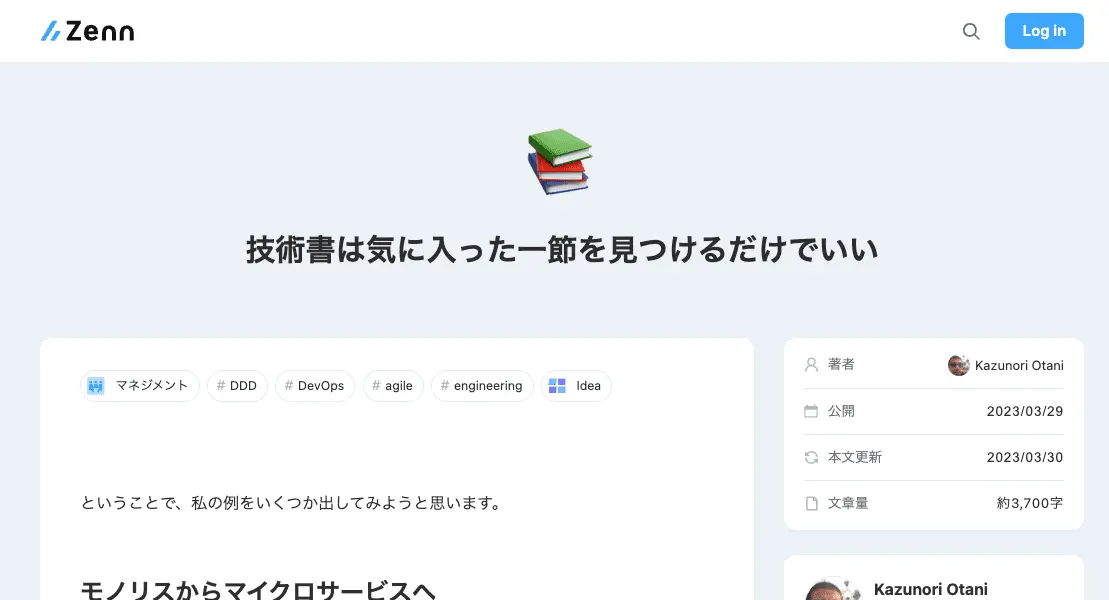 Zenn
Log in
技術書は気に入った一節を見つけるだけでいい
マネジメント
# DDD
# DevOps
# agile
# engineering
Idea
ということで、私の例をいくつか出してみようと思います。
モノリスからマイクロサービスへ
著者
Kazunori Otani
公開
2023/03/29
本文更新
2023/03/30
文章量
約3,700字
Kazunori Otani